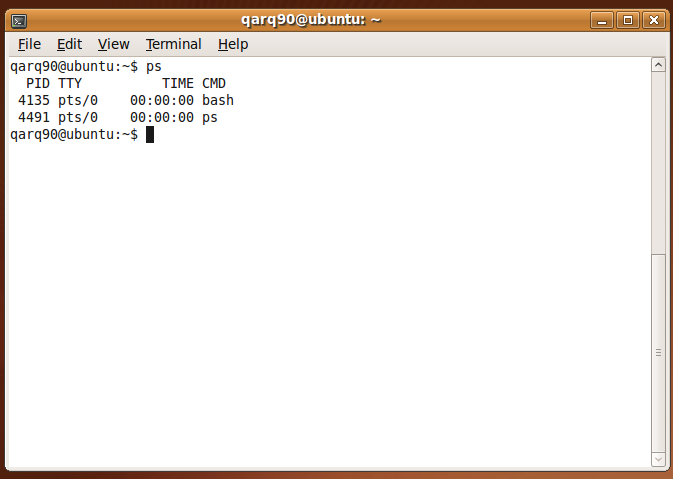 qarq90@ubuntu: ~
File Edit View Terminal Help
qarq90@ubuntu:~$ ps
  PID TTY          TIME CMD
 4135 pts/0    00:00:00 bash
 4491 pts/0    00:00:00 ps
qarq90@ubuntu:~$